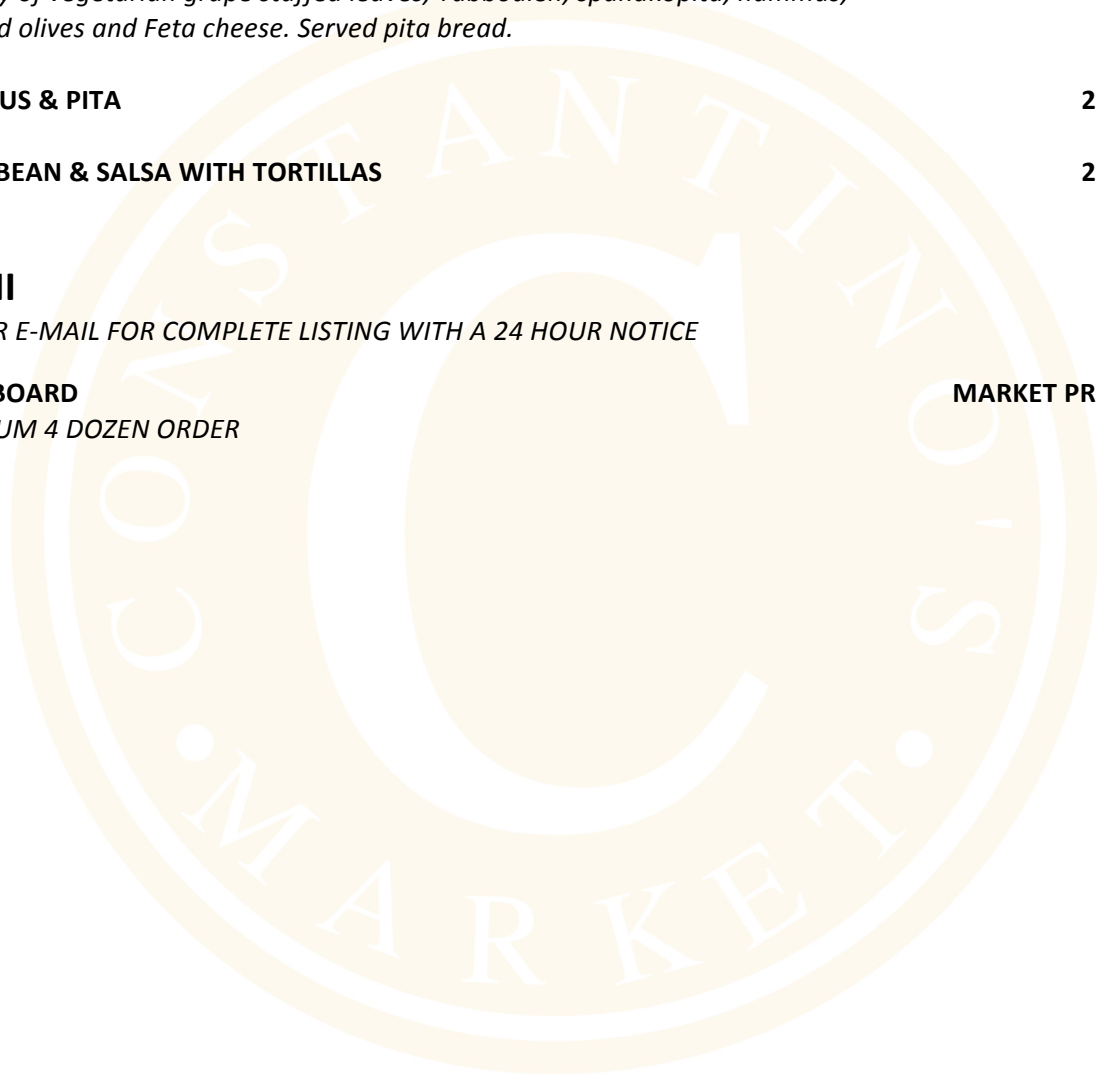 of Vegetarian grape stuffed leaves, Tabbouleh, spanakopita, hummus,
olives and Feta cheese. Served pita bread.
US & PITA 2
BEAN & SALSA WITH TORTILLAS 2
E-MAIL FOR COMPLETE LISTING WITH A 24 HOUR NOTICE
BOARD MARKET PR
UM 4 DOZEN ORDER
CONSTANTINO'S
C
• MARKET •